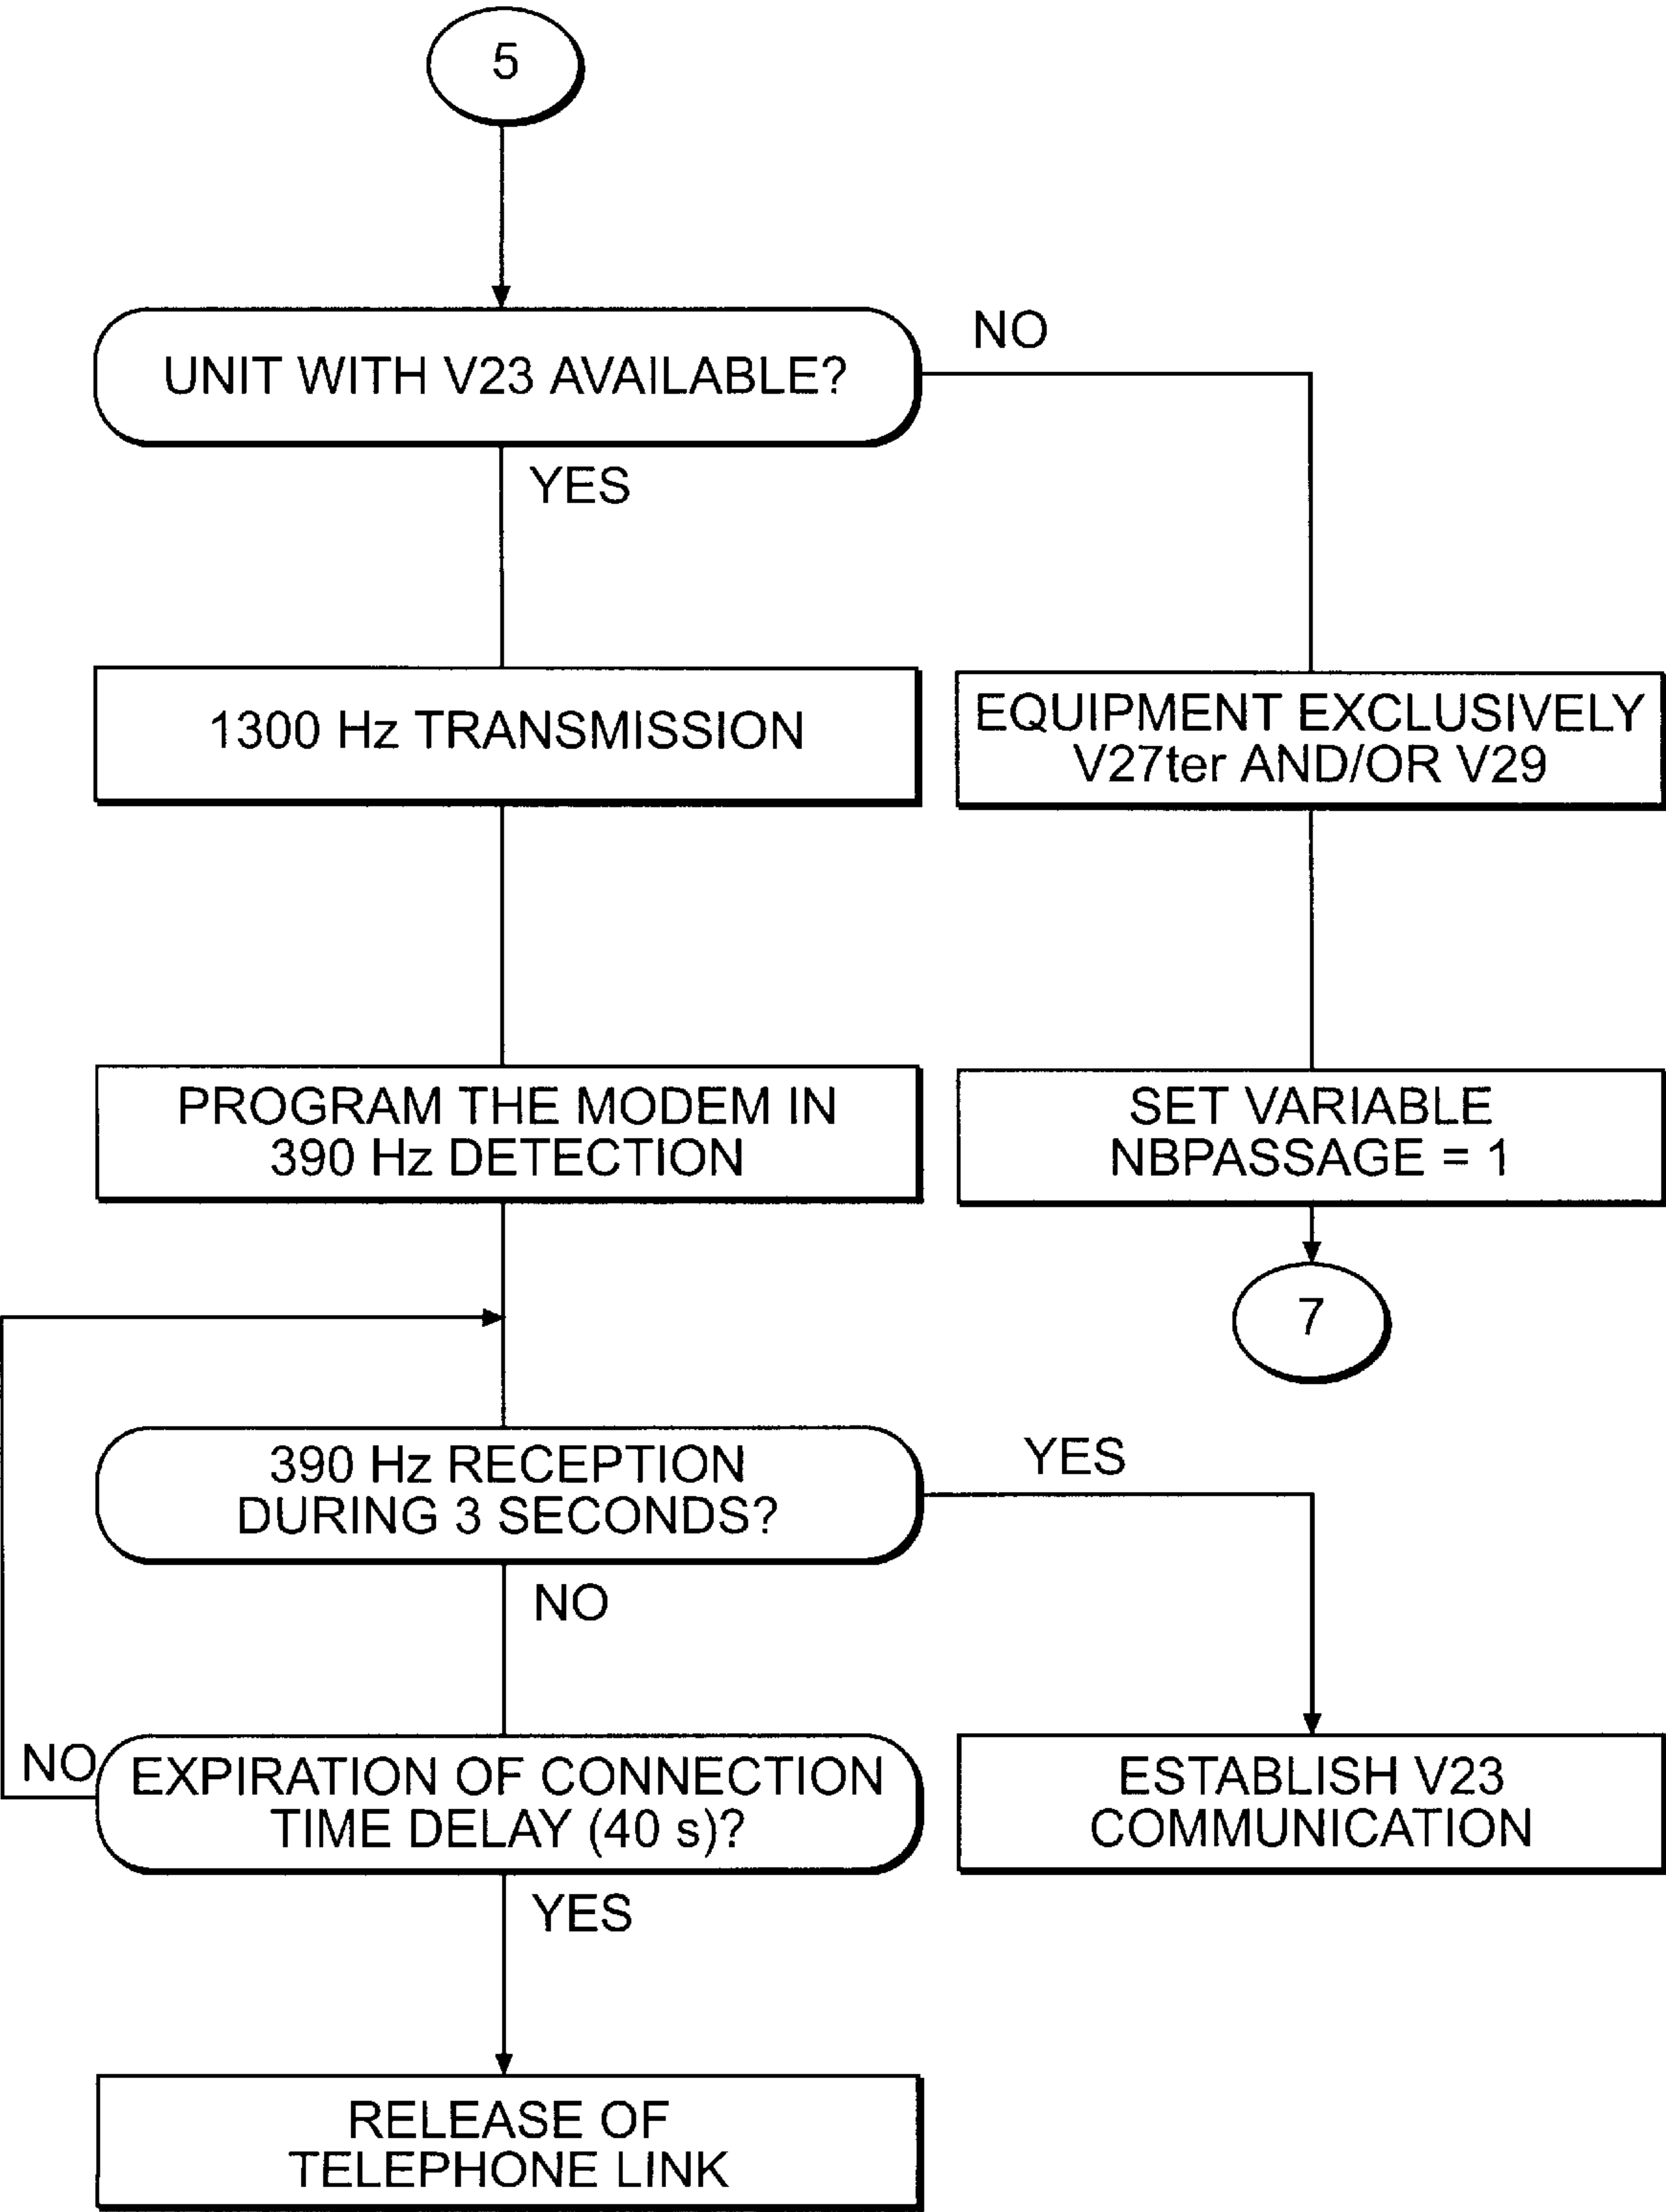 5
UNIT WITH V23 AVAILABLE?
NO
YES
1300 Hz TRANSMISSION
EQUIPMENT EXCLUSIVELY
V27ter AND/OR V29
PROGRAM THE MODEM IN
390 Hz DETECTION
SET VARIABLE
NBPASSAGE = 1
7
390 Hz RECEPTION
DURING 3 SECONDS?
YES
NO
NO
EXPIRATION OF CONNECTION
TIME DELAY (40 s)?
ESTABLISH V23
COMMUNICATION
YES
RELEASE OF
TELEPHONE LINK